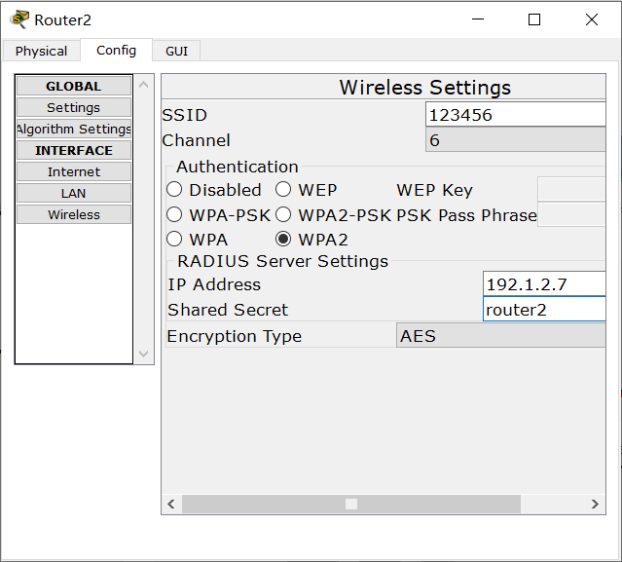 Router2
Physical Config GUI
GLOBAL
Settings
Algorithm Settings
INTERFACE
Internet
LAN
Wireless
Wireless Settings
SSID 123456
Channel 6
Authentication
Disabled WEP WEP Key
WPA-PSK WPA2-PSK PSK Pass Phrase
WPA WPA2
RADIUS Server Settings
IP Address 192.1.2.7
Shared Secret router2
Encryption Type AES